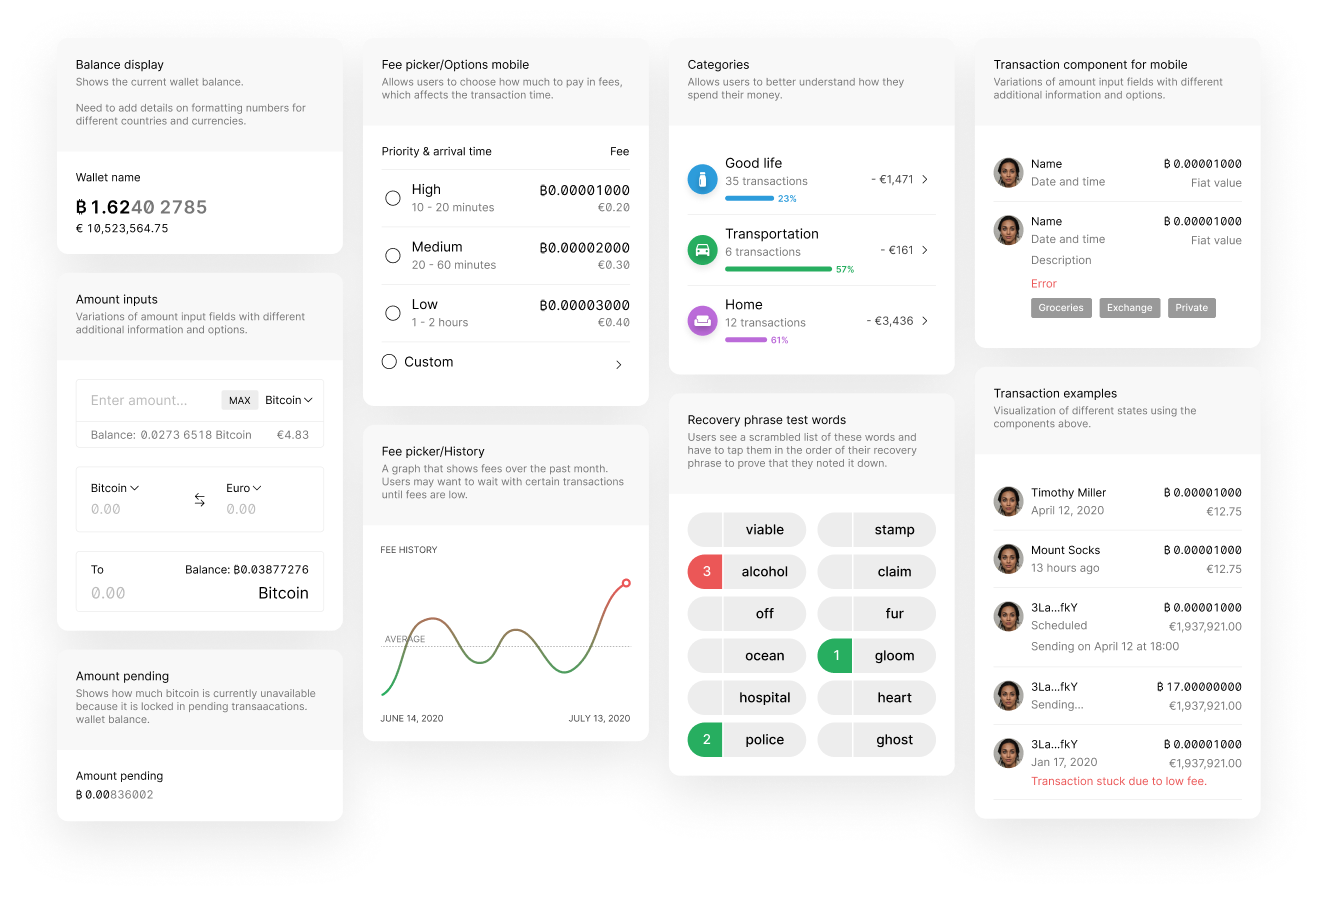 Balance display
Shows the current wallet balance.
Need to add details on formatting numbers for
different countries and currencies.
Wallet name
₿ 1.6240 2785
€ 10,523,564.75
Amount inputs
Variations of amount input fields with different
additional information and options.
Enter amount...
MAX
Bitcoin
Balance: 0.0273 6518 Bitcoin
€4.83
Bitcoin
Euro
0.00
0.00
To
Balance: ₿0.03877276
0.00
Bitcoin
Amount pending
Shows how much bitcoin is currently unavailable
because it is locked in pending transaacations.
wallet balance.
Amount pending
₿ 0.00836002
Fee picker/Options mobile
Allows users to choose how much to pay in fees,
which affects the transaction time.
Priority & arrival time
Fee
High
₿0.00001000
10 - 20 minutes
€0.20
Medium
₿0.00002000
20 - 60 minutes
€0.30
Low
₿0.00003000
1 - 2 hours
€0.40
Custom
Fee picker/History
A graph that shows fees over the past month.
Users may want to wait with certain transactions
until fees are low.
FEE HISTORY
AVERAGE
JUNE 14, 2020
JULY 13, 2020
Categories
Allows users to better understand how they
spend their money.
Good life
35 transactions
- €1,471
23%
Transportation
6 transactions
- €161
57%
Home
12 transactions
- €3,436
61%
Recovery phrase test words
Users see a scrambled list of these words and
have to tap them in the order of their recovery
phrase to prove that they noted it down.
viable
stamp
3 alcohol
claim
off
fur
ocean
1 gloom
hospital
heart
2 police
ghost
Transaction component for mobile
Variations of amount input fields with different
additional information and options.
Name
₿ 0.00001000
Date and time
Fiat value
Name
₿ 0.00001000
Date and time
Fiat value
Description
Error
Groceries
Exchange
Private
Transaction examples
Visualization of different states using the
components above.
Timothy Miller
₿ 0.00001000
April 12, 2020
€12.75
Mount Socks
₿ 0.00001000
13 hours ago
€12.75
3La...fkY
₿ 0.00001000
Scheduled
€1,937,921.00
Sending on April 12 at 18:00
3La...fkY
₿ 17.00000000
Sending...
€1,937,921.00
3La...fkY
₿ 0.00001000
Jan 17, 2020
€1,937,921.00
Transaction stuck due to low fee.